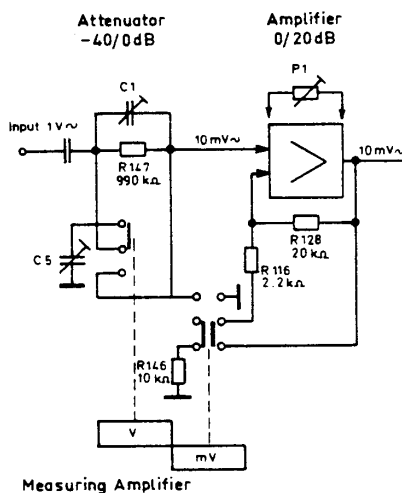 Attenuator
-40/0dB
Amplifier
0/20dB
C1
P1
Input 1V~
R147
990 kΩ
10mV~
10mV~
C5
R128
20 kΩ
R116
2.2kΩ
R146
10 kΩ
V
mV
Measuring Amplifier